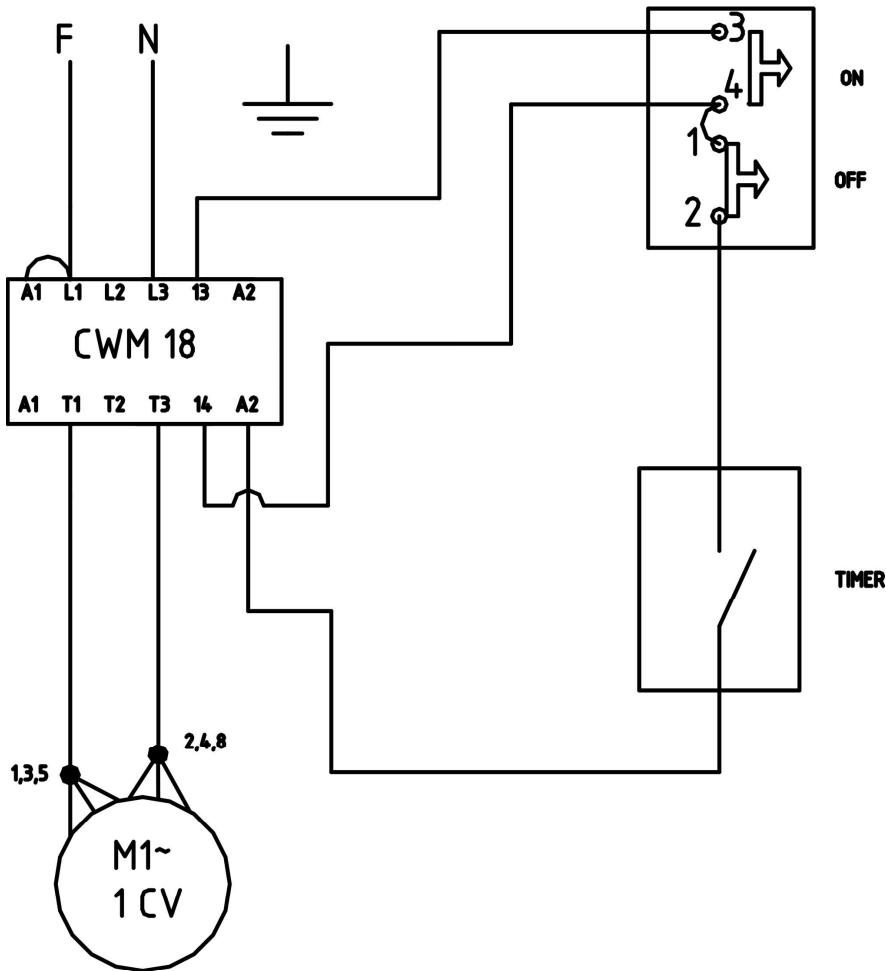 F N
3
4
ON
1
OFF
2
A1 L1 L2 L3 13 A2
CWM 18
A1 T1 T2 T3 14 A2
TIMER
2,4,8
1,3,5
M1~
1 CV